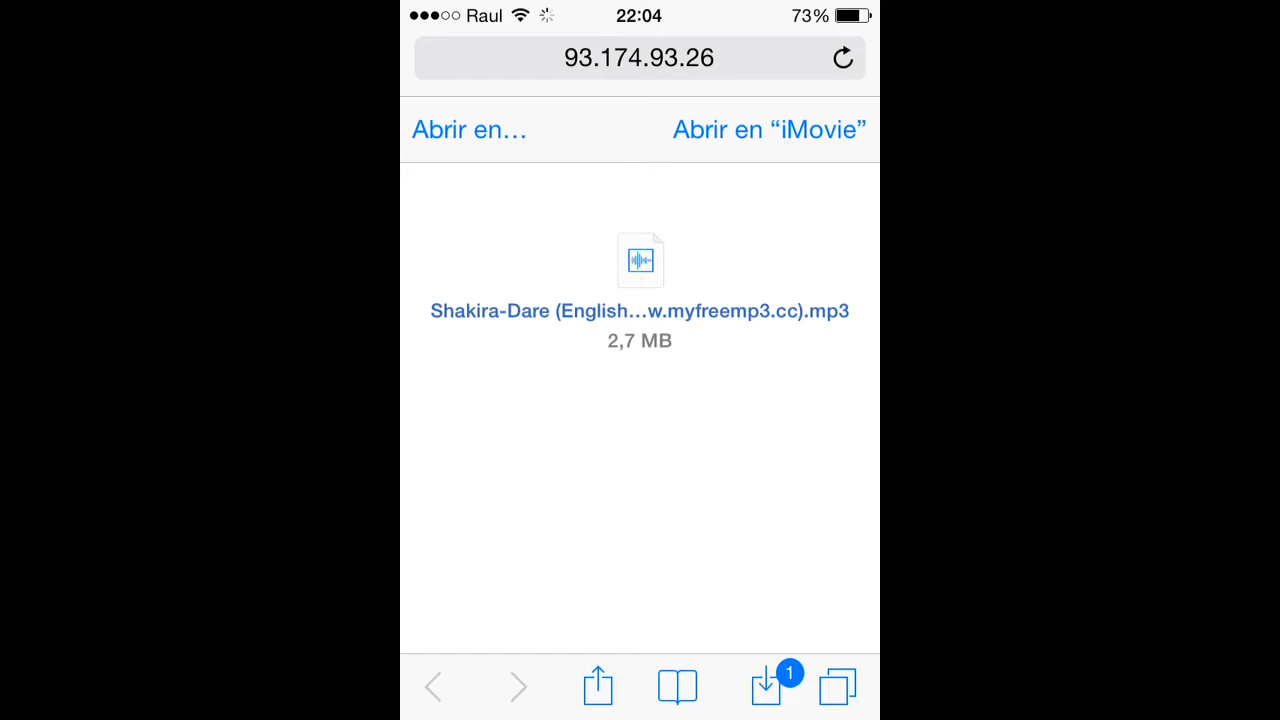 Raul 22:04 73%
93.174.93.26
Abrir en… Abrir en “iMovie”
Shakira-Dare (English...w.myfreemp3.cc).mp3
2,7 MB
1